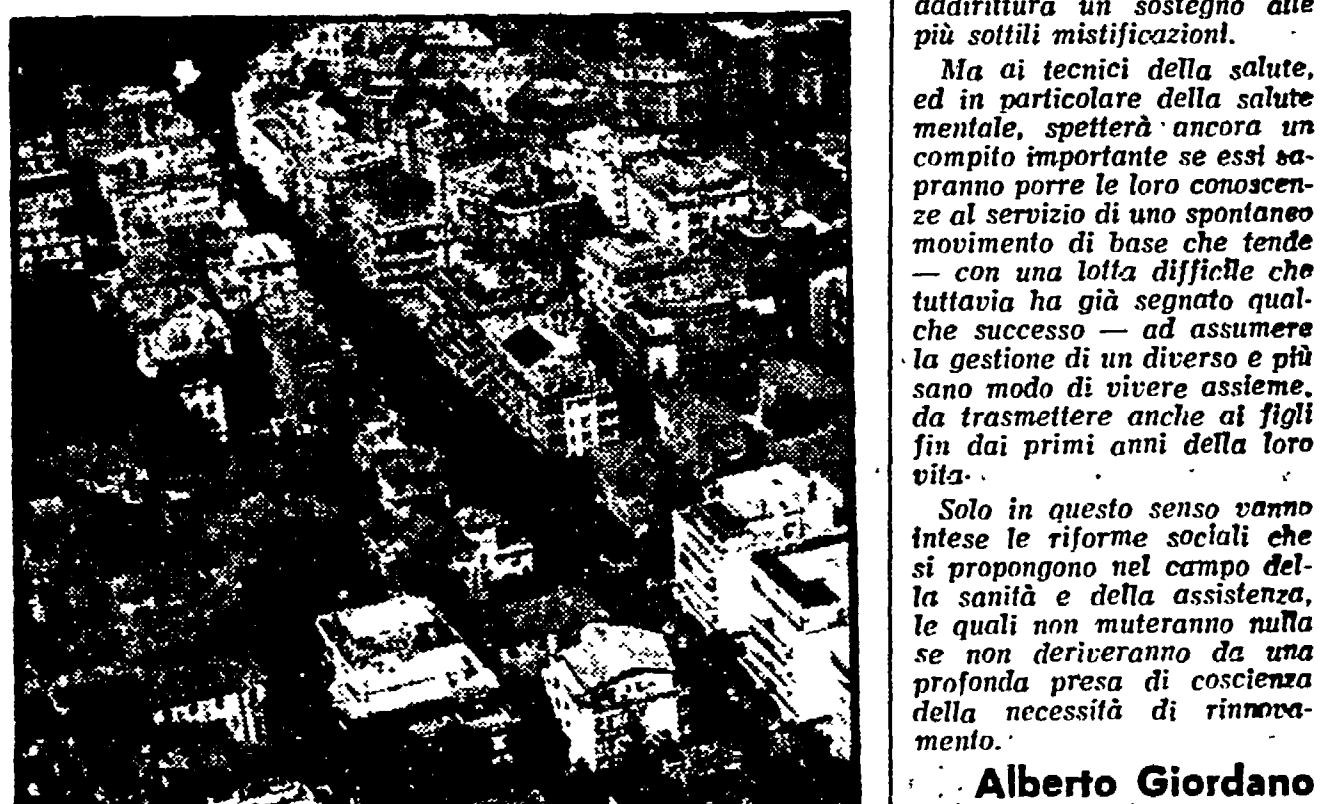 addirittura un sostegno alle
più sottili mistificazioni.
Ma ai tecnici della salute,
ed in particolare della salute
mentale, spetterà ancora un
compito importante se essi sa-
pranno porre le loro conoscen-
ze al servizio di uno spontaneo
movimento di base che tende
— con una lotta difficile che
tuttavia ha già segnato qual-
che successo — ad assumere
la gestione di un diverso e più
sano modo di vivere assieme,
da trasmettere anche ai figli
fin dai primi anni della loro
vita.
Solo in questo senso vanno
intese le riforme sociali che
si propongono nel campo del-
la sanità e della assistenza,
le quali non muteranno nulla
se non deriveranno da una
profonda presa di coscienza
della necessità di rinnova-
mento.
Alberto Giordano